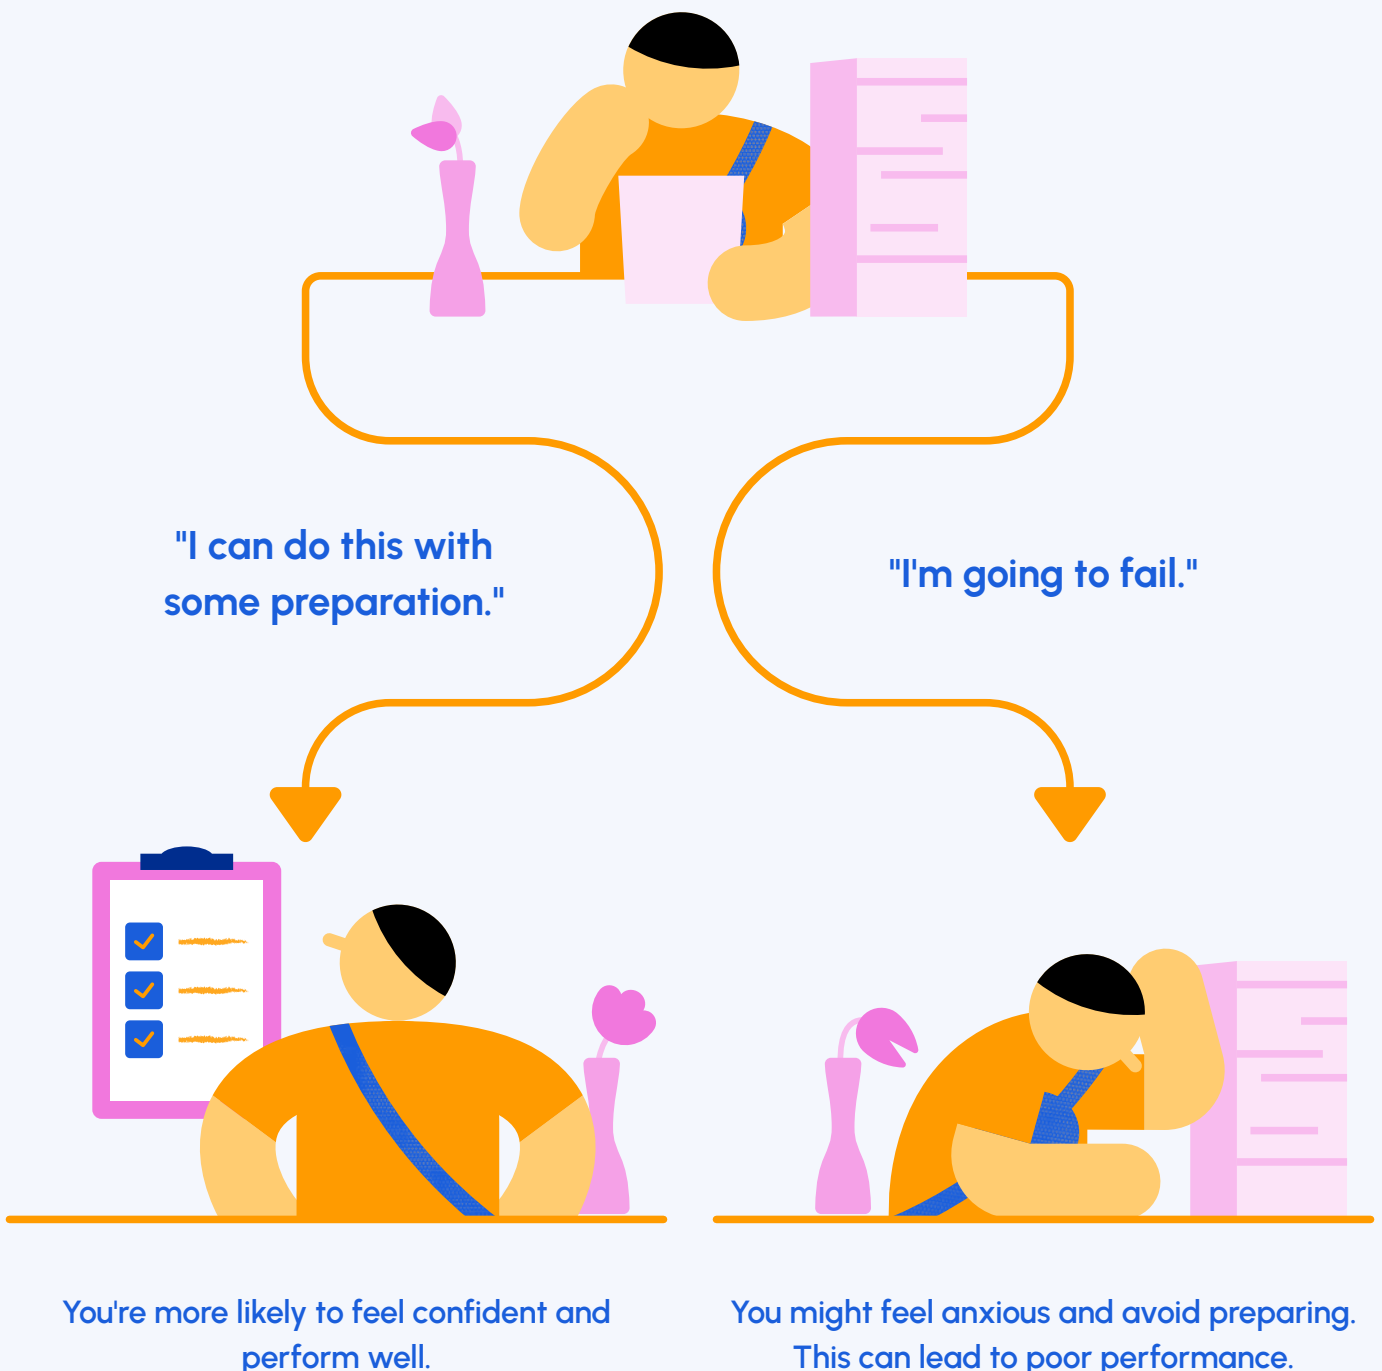 "I can do this with
some preparation."
"I'm going to fail."
You're more likely to feel confident and
perform well.
You might feel anxious and avoid preparing.
This can lead to poor performance.